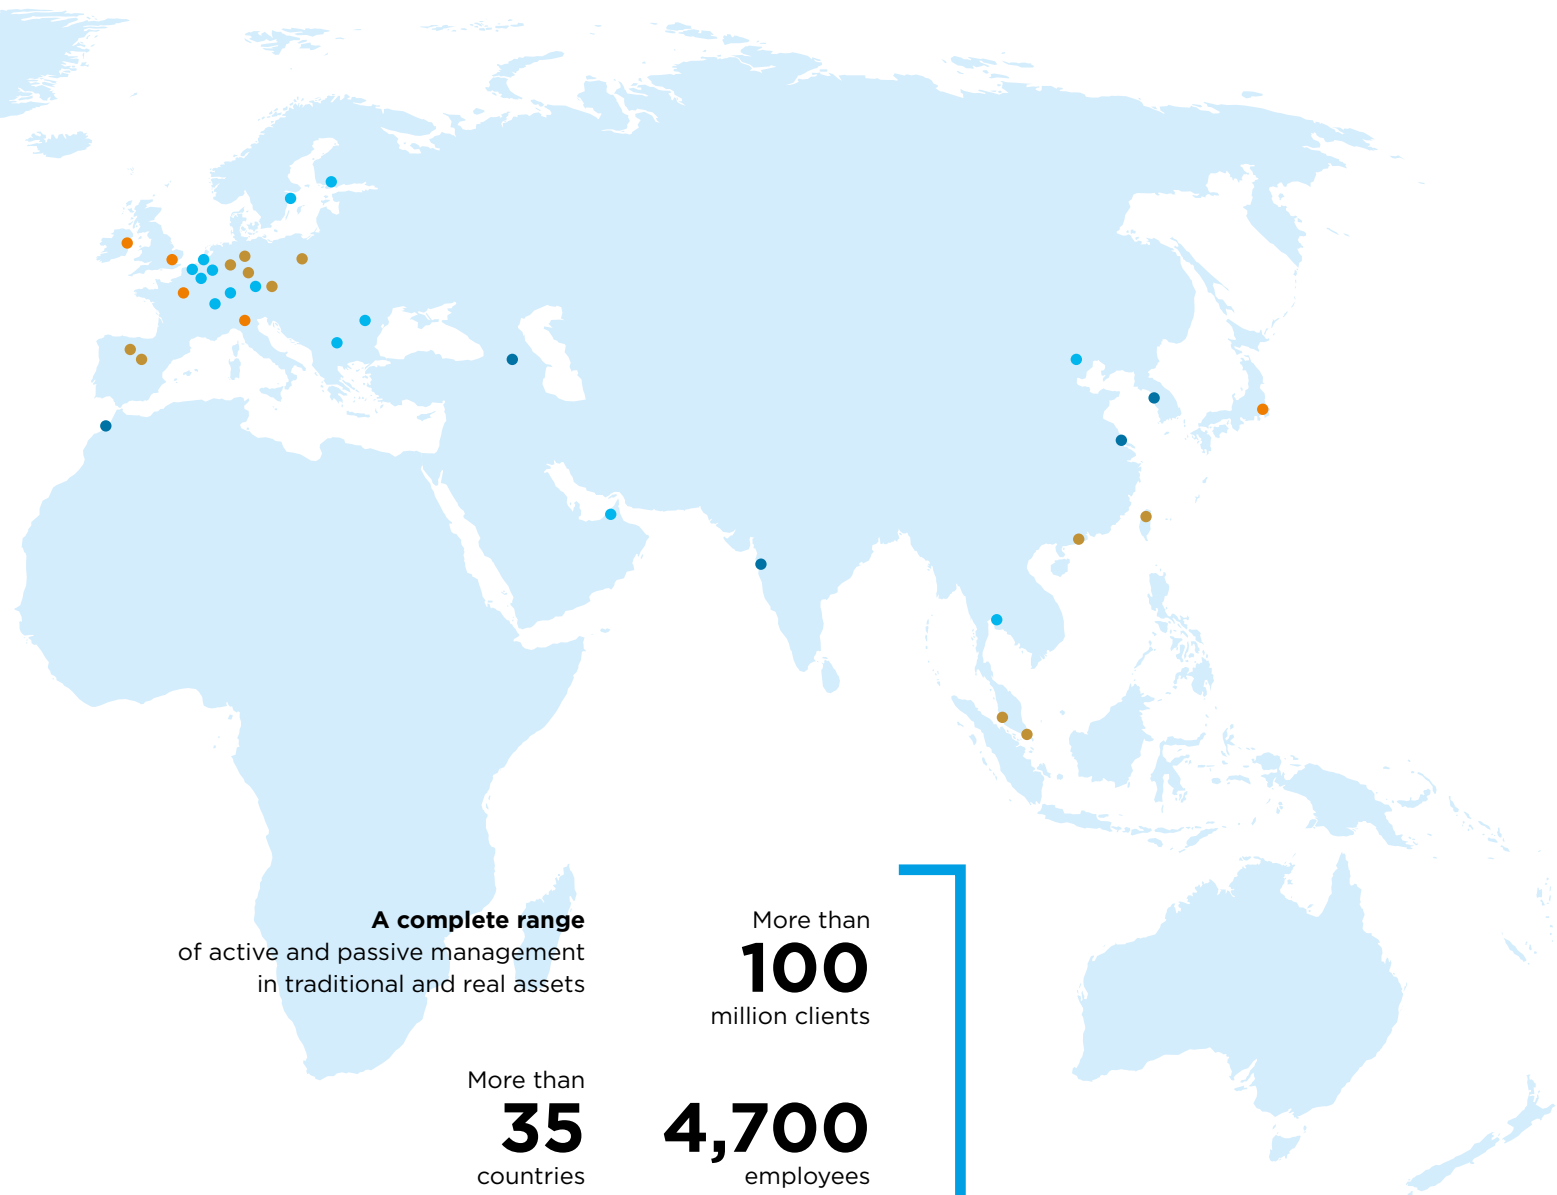 A complete range
of active and passive management
in traditional and real assets
More than
100
million clients
More than
35
countries
4,700
employees